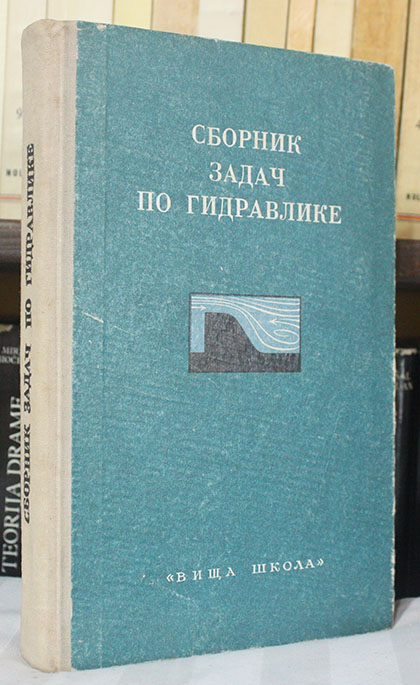 СБОРНИК
ЗАДАЧ
ПО ГИДРАВЛИКЕ
«ВИЩА ШКОЛА»
СБОРНИК ЗАДАЧ ПО ГИДРАВЛИКЕ
TEORIJA DRAME